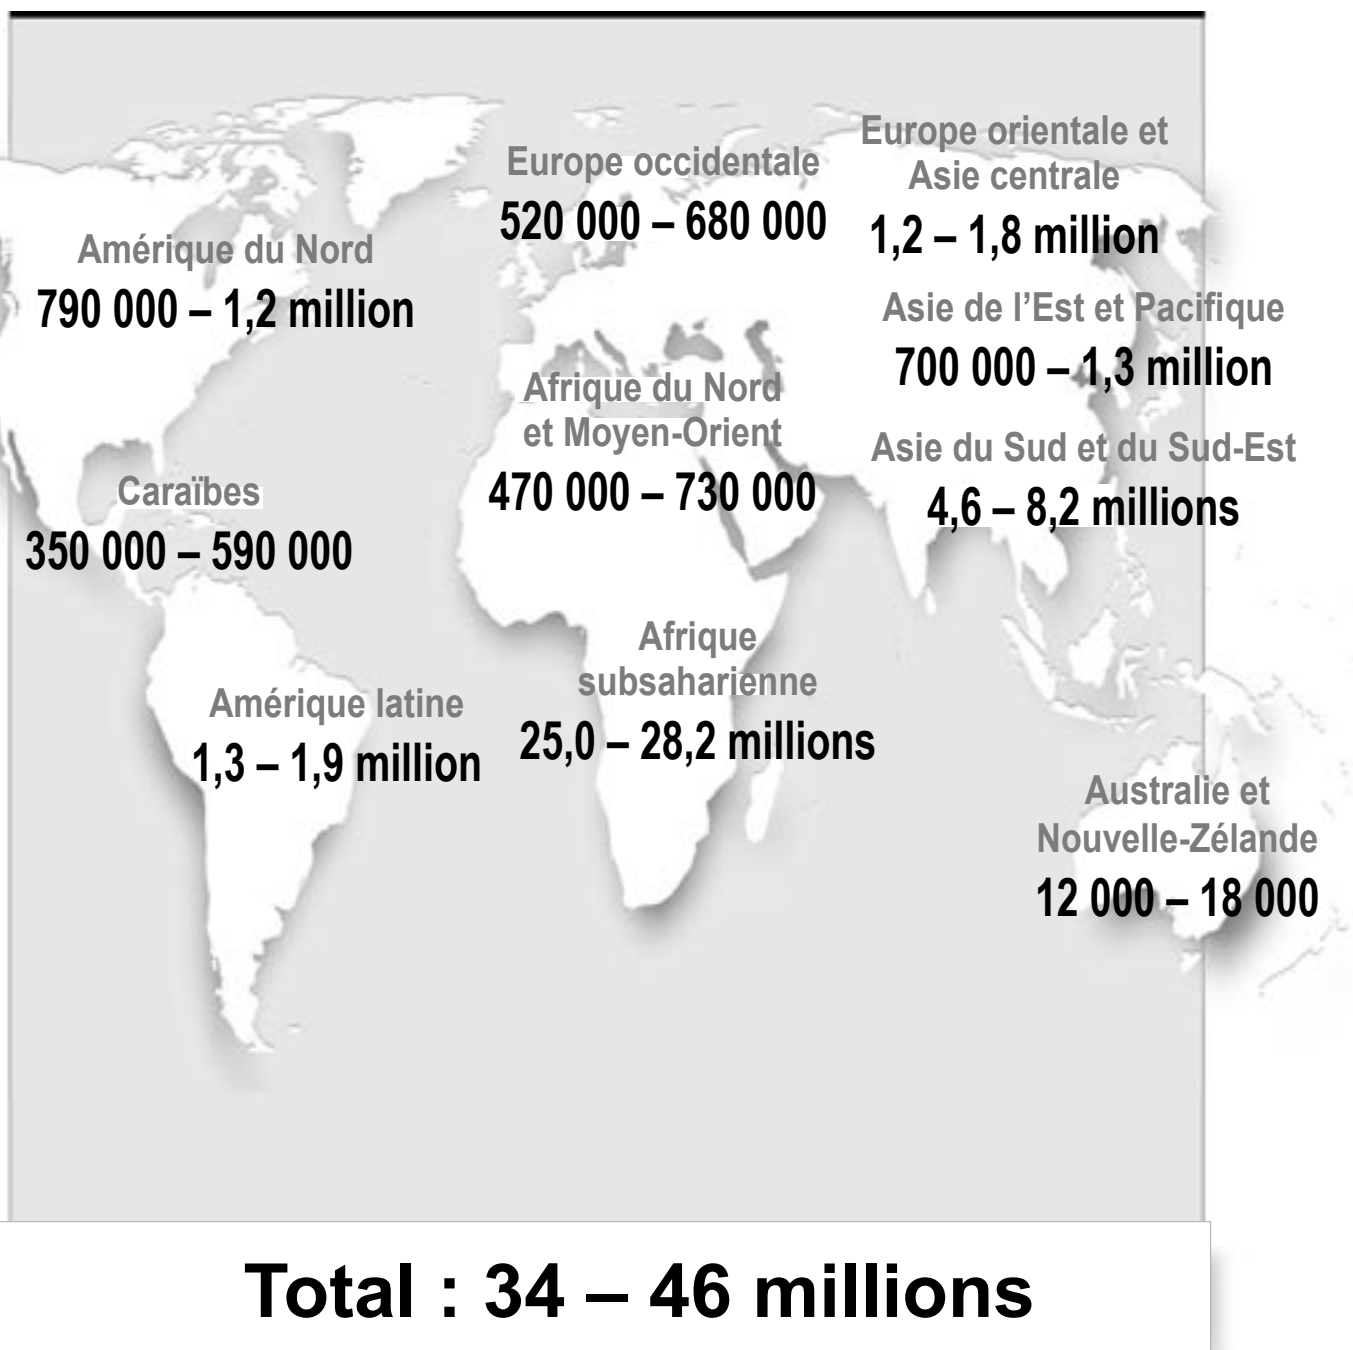 Europe orientale et
Asie centrale
1,2 – 1,8 million
Europe occidentale
520 000 – 680 000
Amérique du Nord
790 000 – 1,2 million
Asie de l’Est et Pacifique
700 000 – 1,3 million
Afrique du Nord
et Moyen-Orient
470 000 – 730 000
Asie du Sud et du Sud-Est
4,6 – 8,2 millions
Caraïbes
350 000 – 590 000
Afrique
subsaharienne
25,0 – 28,2 millions
Amérique latine
1,3 – 1,9 million
Australie et
Nouvelle-Zélande
12 000 – 18 000
Total : 34 – 46 millions